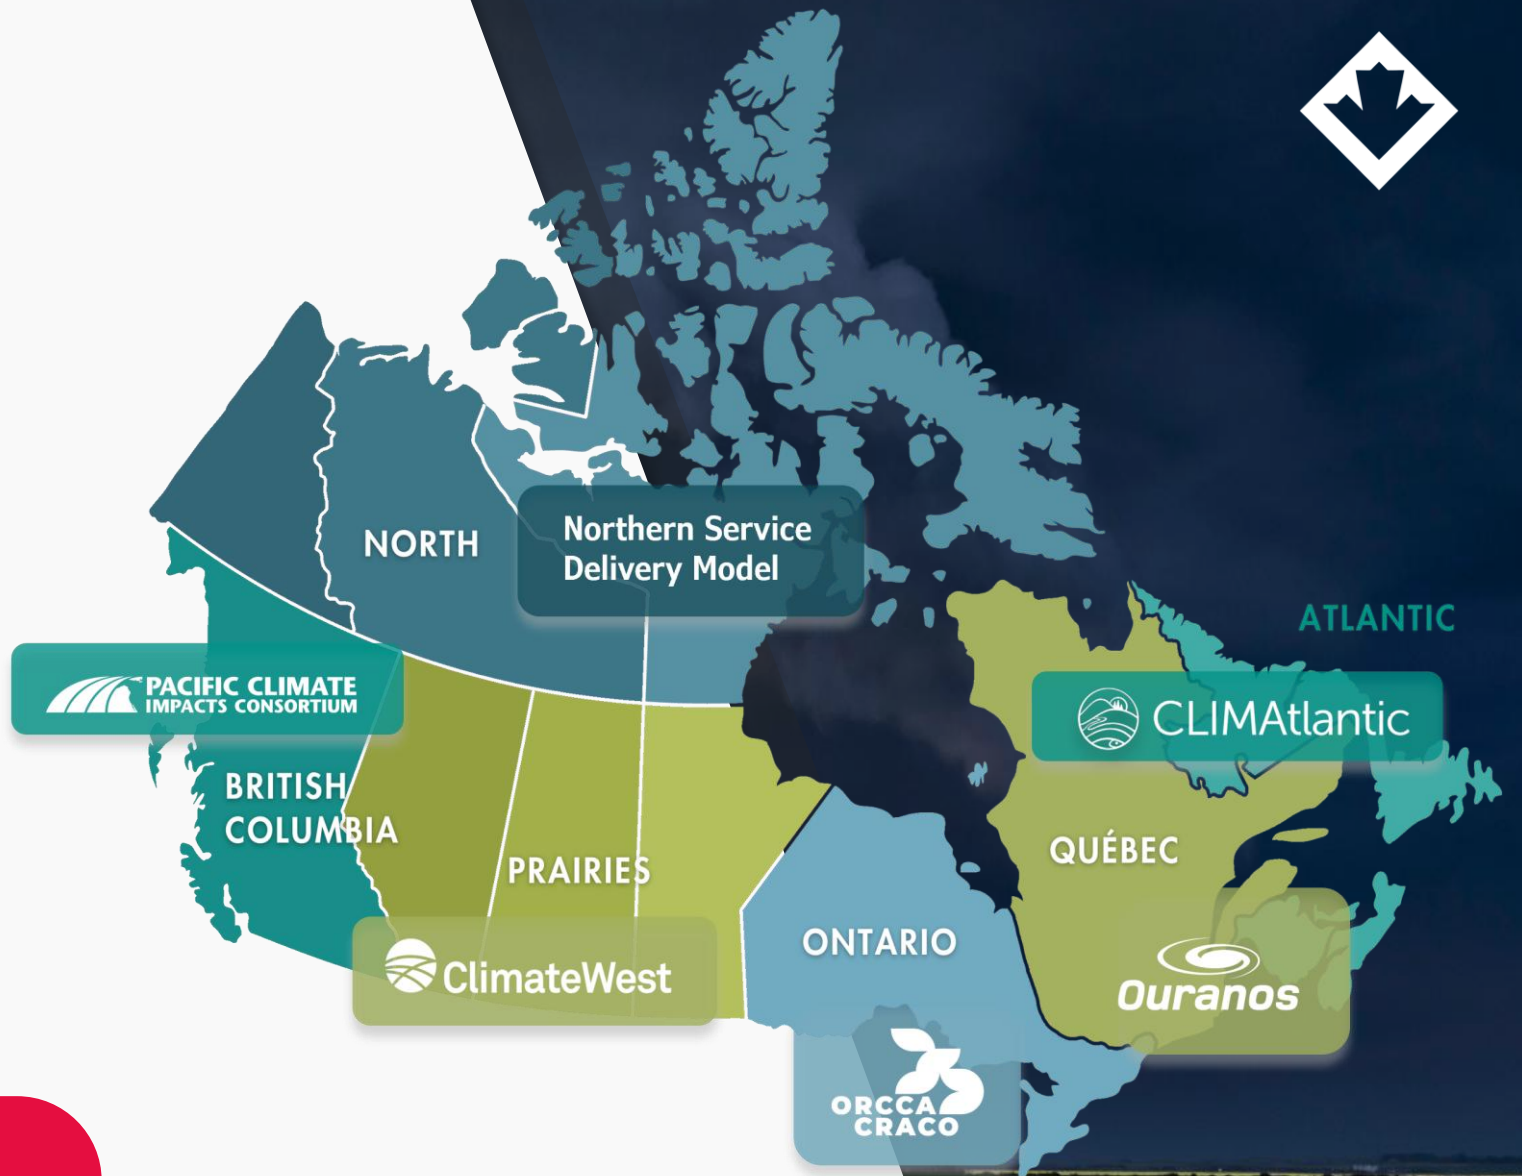 NORTH
Northern Service
Delivery Model
ATLANTIC
PACIFIC CLIMATE
IMPACTS CONSORTIUM
CLIMAtlantic
BRITISH
COLUMBIA
PRAIRIES
QUÉBEC
ONTARIO
ClimateWest
Ouranos
ORCCA
CRACO